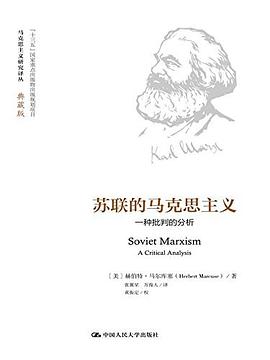 “十三五”国家重点出版物出版规划项目
马克思主义研究译丛
典藏版
Karl Marx
苏联的马克思主义
一种批判的分析
Soviet Marxism
A Critical Analysis
［美］赫伯特·马尔库塞（Herbert Marcuse）著
张翼星 万俊人 译
黄振定 校
中国人民大学出版社